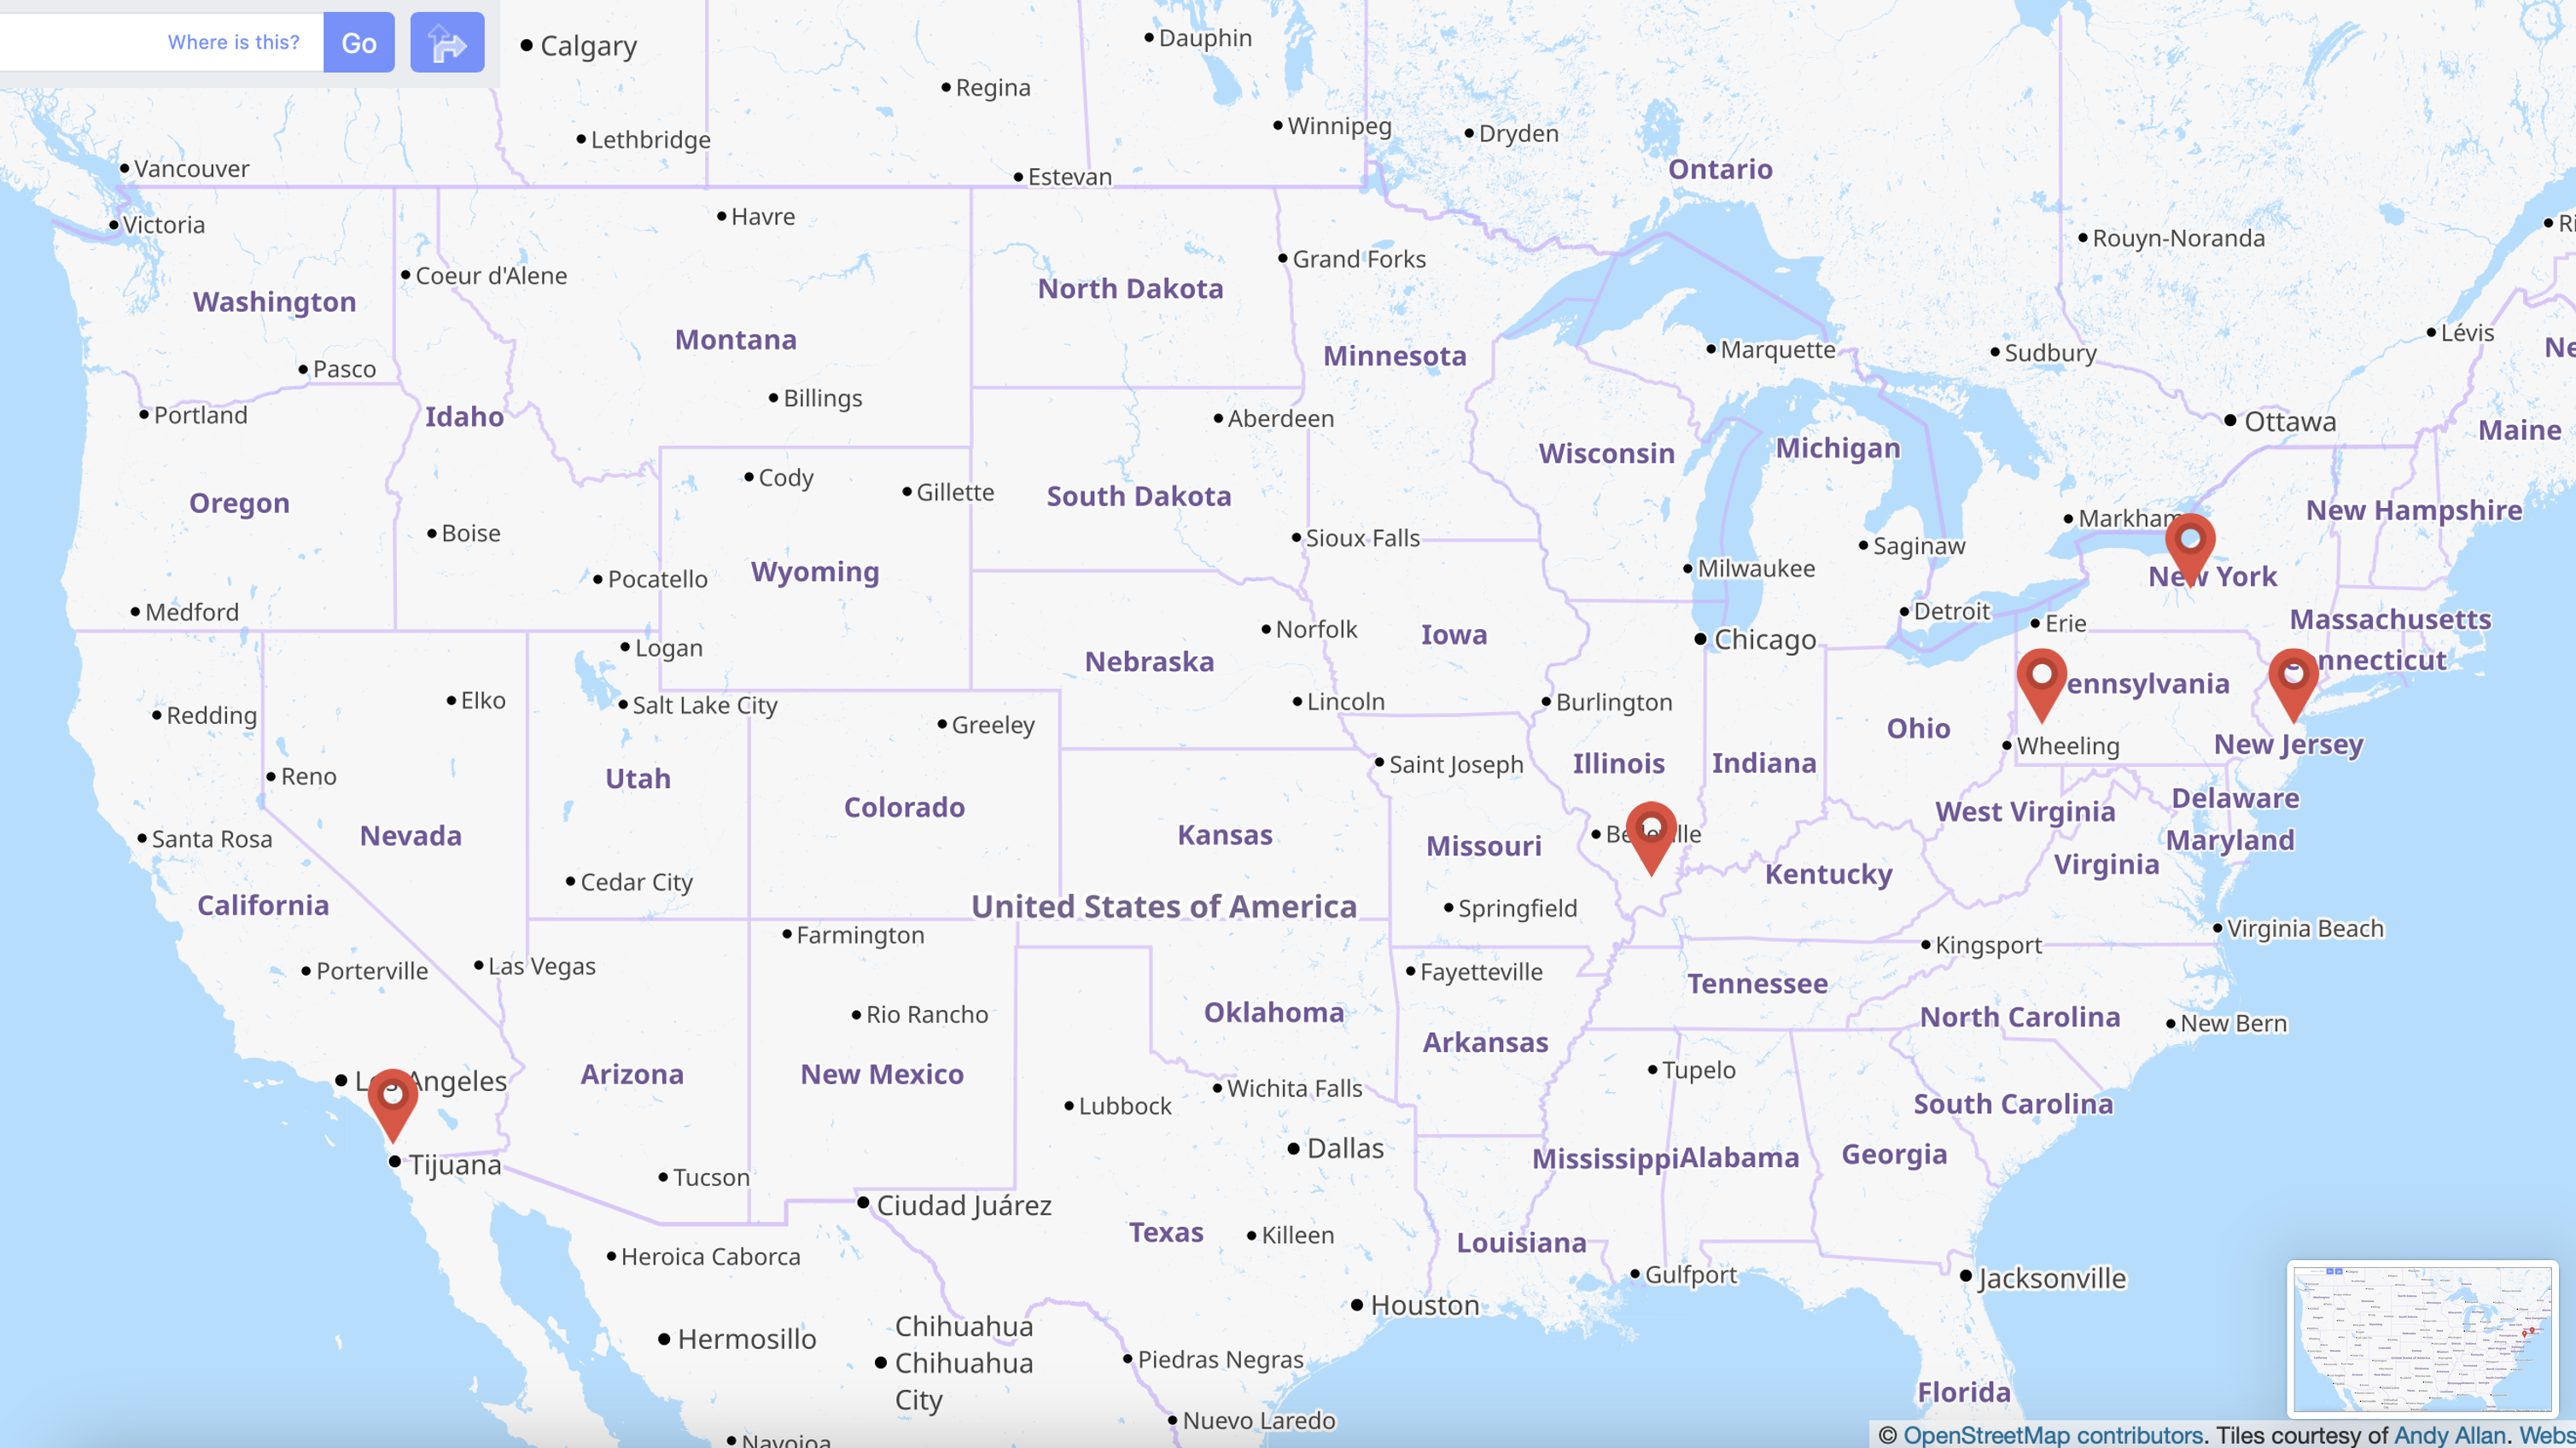 Where is this?
Go
Calgary
Dauphin
Regina
Lethbridge
Winnipeg
Dryden
Ontario
Vancouver
Estevan
Victoria
Havre
Rouyn-Noranda
Grand Forks
Coeur d'Alene
North Dakota
Washington
Montana
Lévis
Minnesota
Marquette
Sudbury
Pasco
Billings
Portland
Idaho
Aberdeen
Ottawa
Maine
Wisconsin
Michigan
Cody
Gillette
South Dakota
Oregon
New Hampshire
Markham
Boise
Sioux Falls
Saginaw
Milwaukee
Wyoming
Pocatello
New York
Medford
Detroit
Massachusetts
Erie
Norfolk
Iowa
Chicago
Logan
Nebraska
nnecticut
ennsylvania
Elko
Salt Lake City
Lincoln
Burlington
Redding
Greeley
Ohio
Wheeling
New Jersey
Saint Joseph
Illinois
Indiana
Reno
Utah
Colorado
Delaware
West Virginia
Santa Rosa
Nevada
Kansas
Missouri
Belleville
Maryland
Virginia
Kentucky
Cedar City
California
United States of America
Springfield
Virginia Beach
Farmington
Kingsport
Porterville
Las Vegas
Fayetteville
Tennessee
Rio Rancho
Oklahoma
North Carolina
New Bern
Arkansas
Los Angeles
Arizona
New Mexico
Tupelo
Wichita Falls
Lubbock
South Carolina
Dallas
Mississippi
Alabama
Georgia
Tijuana
Tucson
Ciudad Juárez
Texas
Killeen
Louisiana
Heroica Caborca
Gulfport
Jacksonville
Houston
Hermosillo
Chihuahua
Chihuahua
City
Piedras Negras
Florida
Nuevo Laredo
Navojoa
© OpenStreetMap contributors. Tiles courtesy of Andy Allan. Webs